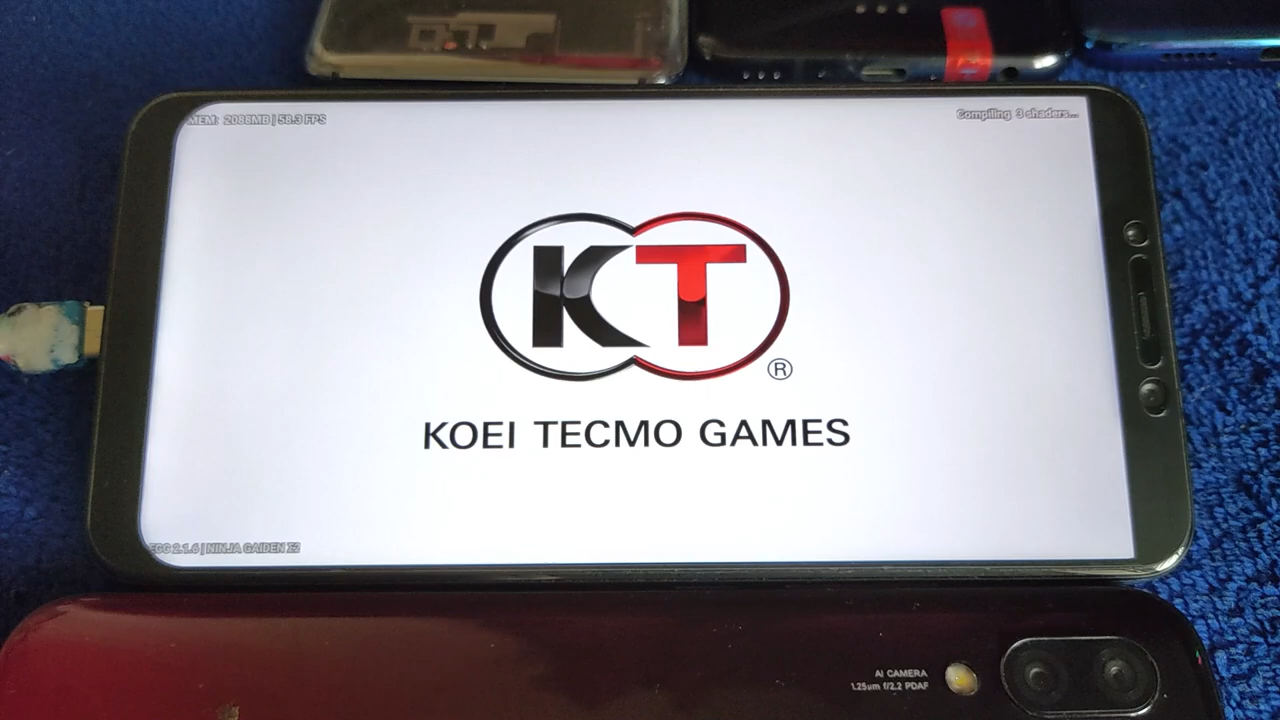 MEM: 2088MB | 58.3 FPS
Compiling 3 shaders...
KT
®
KOEI TECMO GAMES
EGG 2.1.6 | NINJA GAIDEN Σ2
AI CAMERA
1.25um f/2.2 PDAF